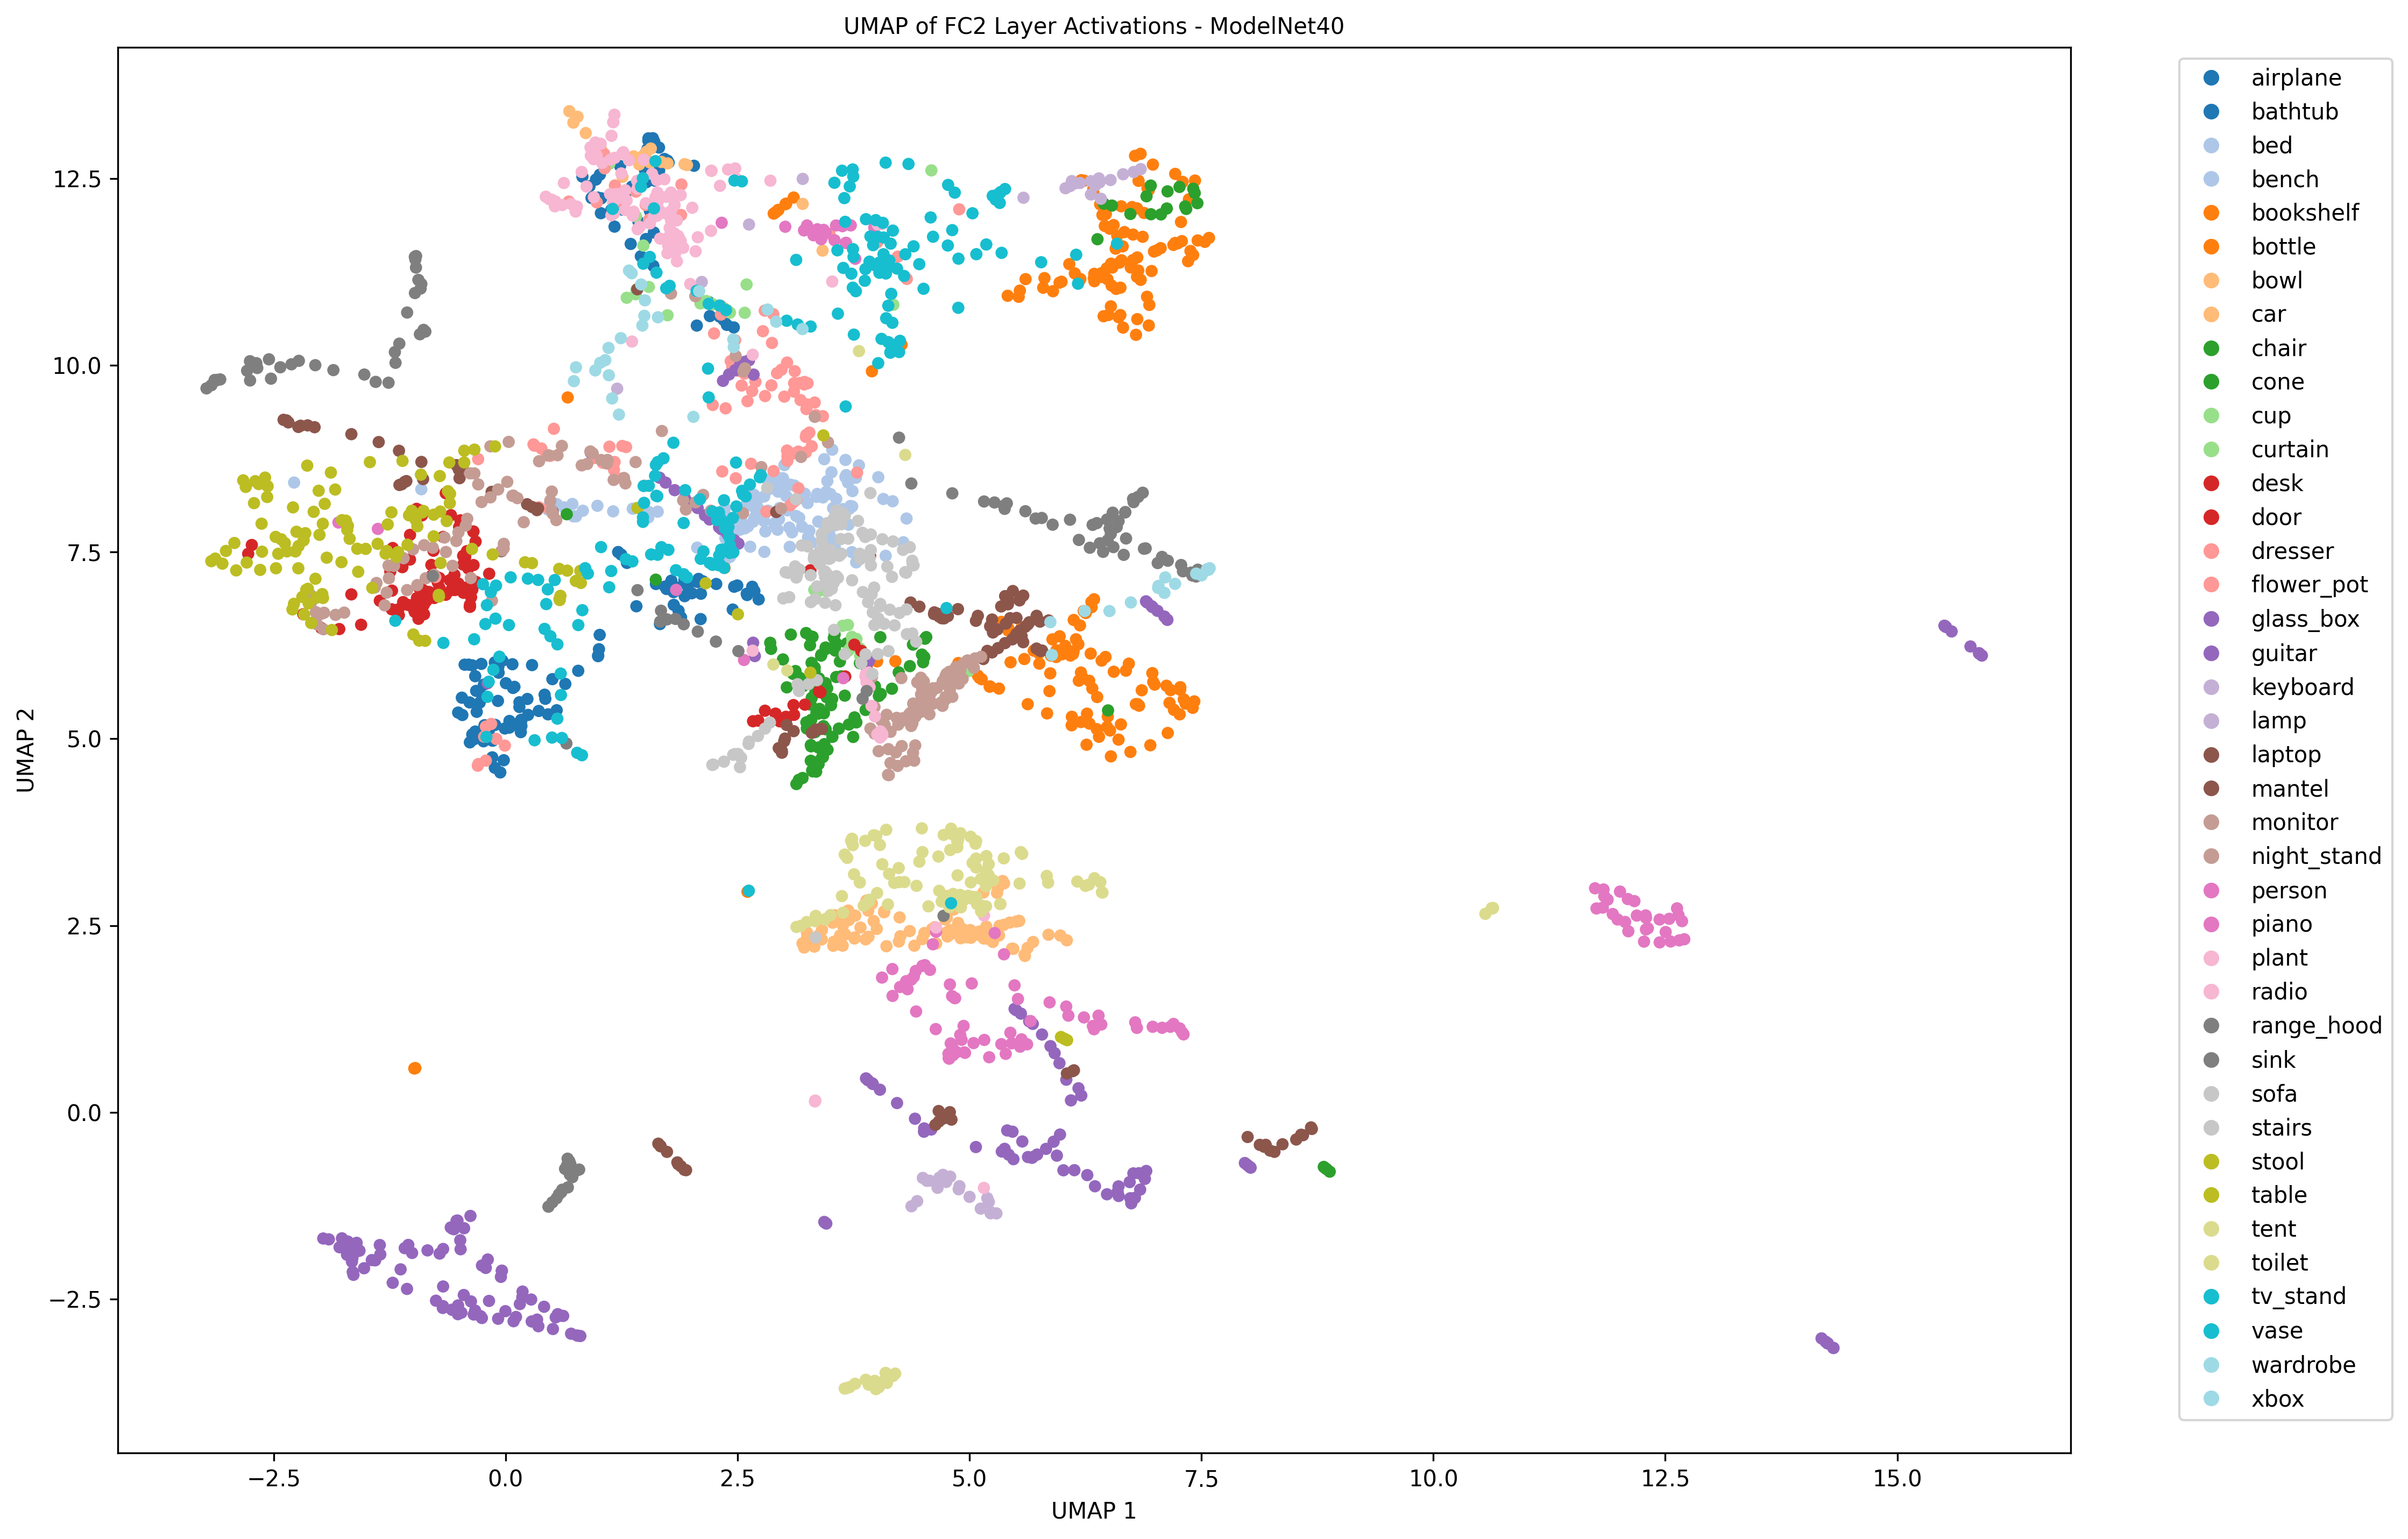 UMAP of FC2 Layer Activations - ModelNet40
12.5
10.0
7.5
5.0
2.5
0.0
−2.5
UMAP 2
−2.5
0.0
2.5
5.0
7.5
10.0
12.5
15.0
UMAP 1
airplane
bathtub
bed
bench
bookshelf
bottle
bowl
car
chair
cone
cup
curtain
desk
door
dresser
flower_pot
glass_box
guitar
keyboard
lamp
laptop
mantel
monitor
night_stand
person
piano
plant
radio
range_hood
sink
sofa
stairs
stool
table
tent
toilet
tv_stand
vase
wardrobe
xbox